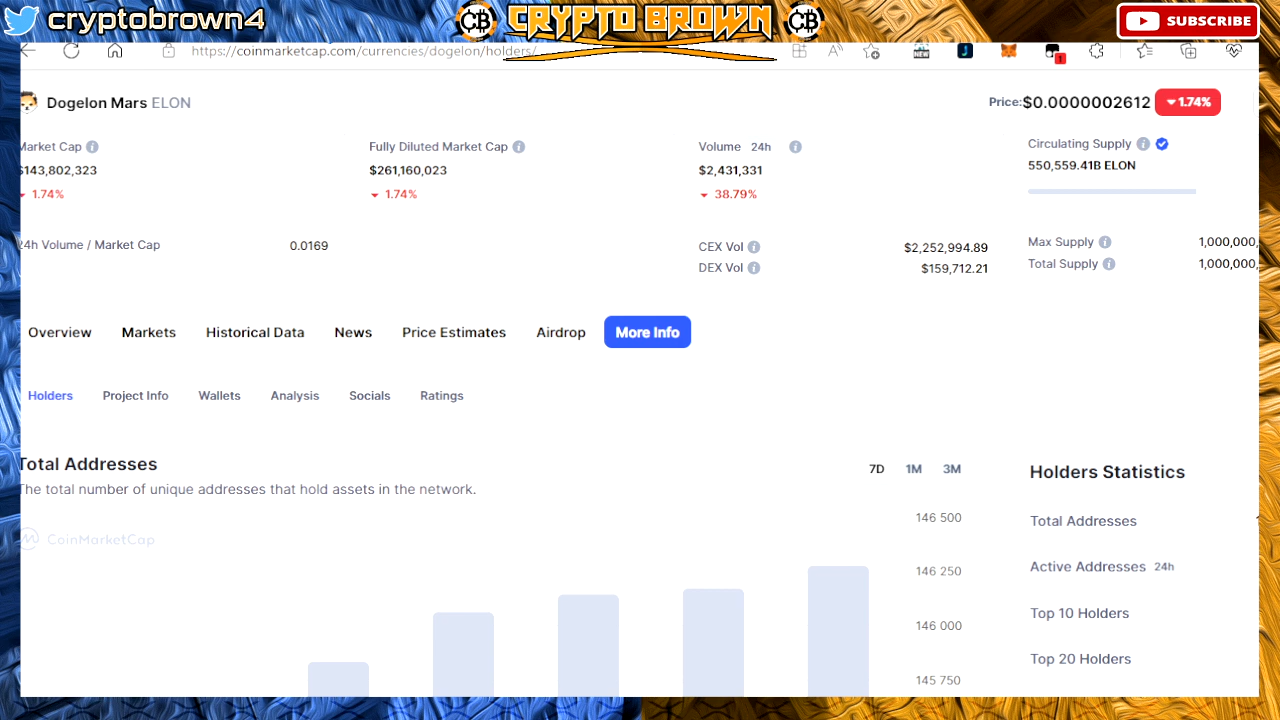 cryptobrown4
CB CRYPTO BROWN CB
SUBSCRIBE
https://coinmarketcap.com/currencies/dogelon/holders/
Dogelon Mars ELON
Price:$0.0000002612 1.74%
Market Cap
Fully Diluted Market Cap
Volume 24h
Circulating Supply
$143,802,323
$261,160,023
$2,431,331
550,559.41B ELON
1.74%
1.74%
38.79%
24h Volume / Market Cap 0.0169
CEX Vol $2,252,994.89
DEX Vol $159,712.21
Max Supply 1,000,000,
Total Supply 1,000,000,
Overview Markets Historical Data News Price Estimates Airdrop More Info
Holders Project Info Wallets Analysis Socials Ratings
Total Addresses
The total number of unique addresses that hold assets in the network.
7D 1M 3M
CoinMarketCap
146 500
146 250
146 000
145 750
Holders Statistics
Total Addresses
Active Addresses 24h
Top 10 Holders
Top 20 Holders